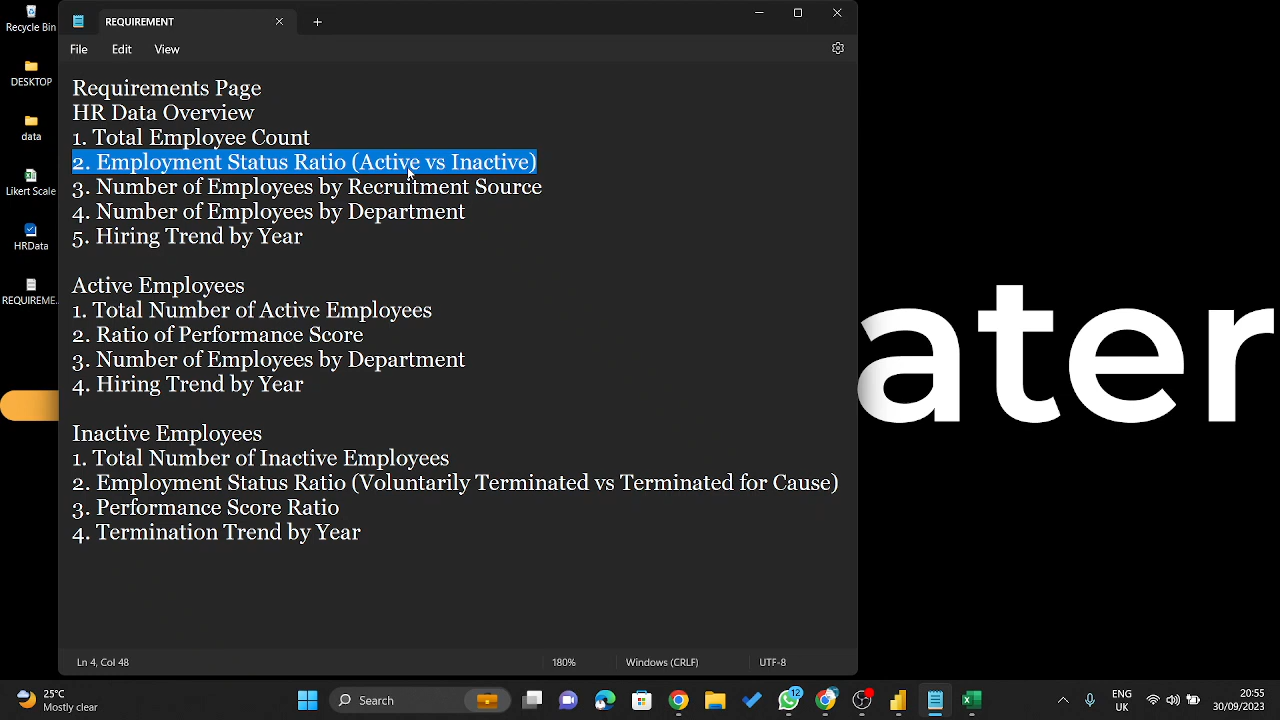 Recycle Bin
DESKTOP
data
Likert Scale
HRData
REQUIREME...
REQUIREMENT
File Edit View
Requirements Page
HR Data Overview
1. Total Employee Count
2. Employment Status Ratio (Active vs Inactive)
3. Number of Employees by Recruitment Source
4. Number of Employees by Department
5. Hiring Trend by Year
Active Employees
1. Total Number of Active Employees
2. Ratio of Performance Score
3. Number of Employees by Department
4. Hiring Trend by Year
Inactive Employees
1. Total Number of Inactive Employees
2. Employment Status Ratio (Voluntarily Terminated vs Terminated for Cause)
3. Performance Score Ratio
4. Termination Trend by Year
Ln 4, Col 48 180% Windows (CRLF) UTF-8
ater
25°C
Mostly clear
Search
12
ENG
UK
20:55
30/09/2023